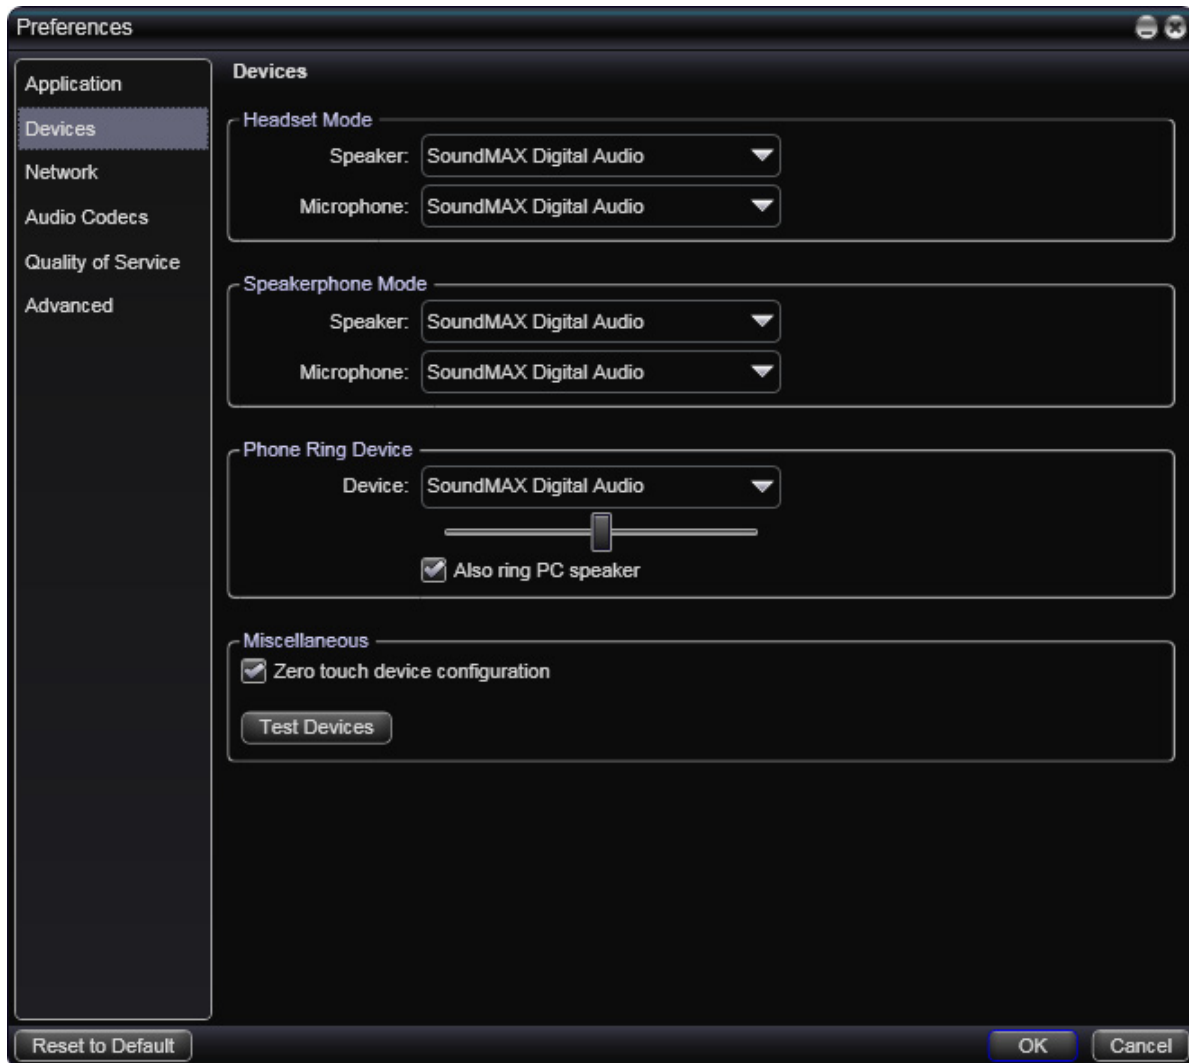 Preferences
Application
Devices
Network
Audio Codecs
Quality of Service
Advanced
Devices
Headset Mode
Speaker: SoundMAX Digital Audio
Microphone: SoundMAX Digital Audio
Speakerphone Mode
Speaker: SoundMAX Digital Audio
Microphone: SoundMAX Digital Audio
Phone Ring Device
Device: SoundMAX Digital Audio
Also ring PC speaker
Miscellaneous
Zero touch device configuration
Test Devices
Reset to Default OK Cancel